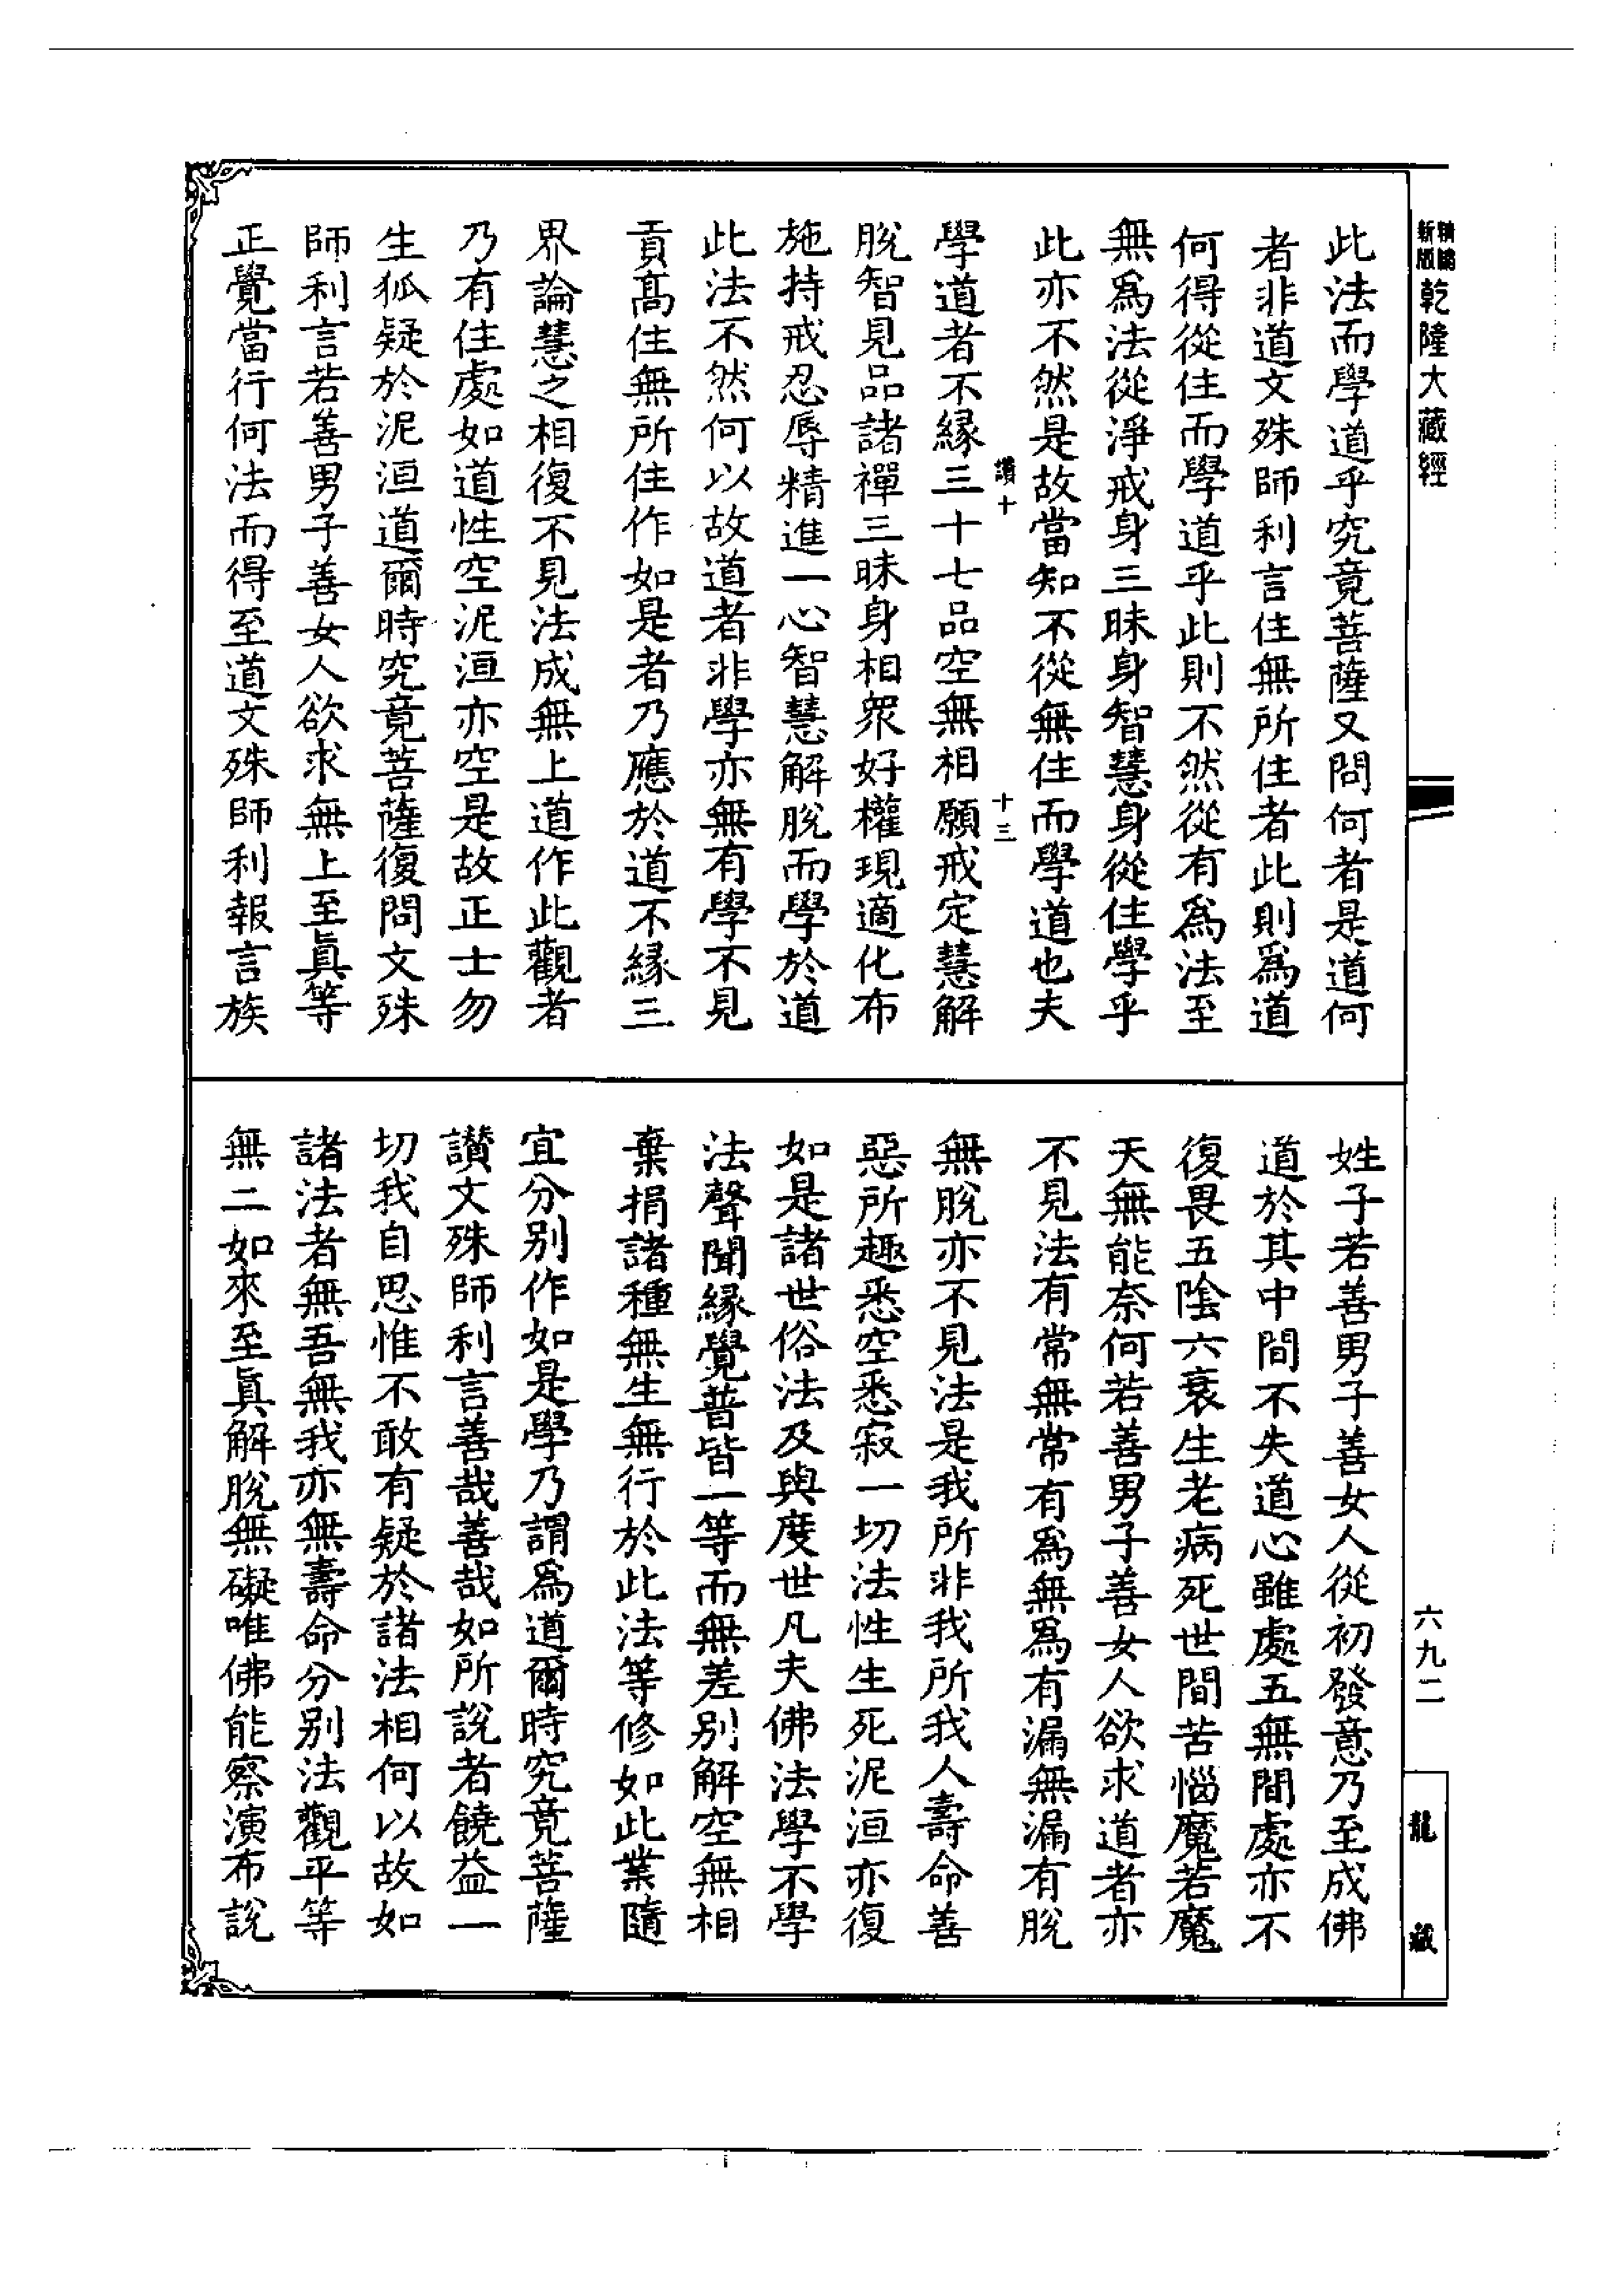 精編新版乾隆大藏經
此法而學道乎究竟菩薩又問何者是道何
者非道文殊師利言住無所住者此則爲道
何得從住而學道乎此則不然從有爲法至
無爲法從淨戒身三昧身智慧身從住學乎
此亦不然是故當知不從無住而學道也夫
讚十 十三
學道者不緣三十七品空無相願戒定慧解
脫智見品諸禪三昧身相眾好權現適化布
施持戒忍辱精進一心智慧解脫而學於道
此法不然何以故道者非學亦無有學不見
貢高住無所住作如是者乃應於道不緣三
界論慧之相復不見法成無上道作此觀者
乃有住處如道性空泥洹亦空是故正士勿
生狐疑於泥洹道爾時究竟菩薩復問文殊
師利言若善男子善女人欲求無上至眞等
正覺當行何法而得至道文殊師利報言族
姓子若善男子善女人從初發意乃至成佛
道於其中間不失道心雖處五無間處亦不
復畏五陰六衰生老病死世間苦惱魔若魔
天無能奈何若善男子善女人欲求道者亦
不見法有常無常有爲無爲有漏無漏有脫
無脫亦不見法是我所非我所我人壽命善
惡所趣悉空悉寂一切法性生死泥洹亦復
如是諸世俗法及與度世凡夫佛法學不學
法聲聞緣覺普皆一等而無差別解空無相
棄捐諸種無生無行於此法等修如此業隨
宜分別作如是學乃謂爲道爾時究竟菩薩
讚文殊師利言善哉善哉如所說者饒益一
切我自思惟不敢有疑於諸法相何以故如
諸法者無吾無我亦無壽命分別法觀平等
無二如來至眞解脫無礙唯佛能察演布說
六九二
龍藏